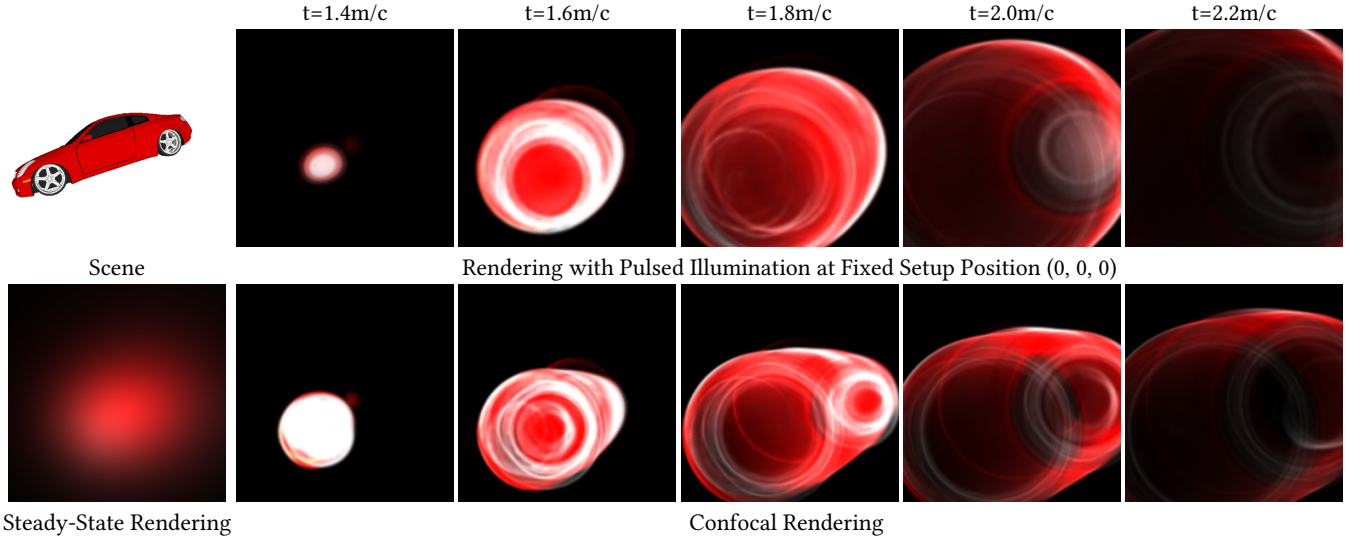 t=1.4m/c t=1.6m/c t=1.8m/c t=2.0m/c t=2.2m/c
Scene Rendering with Pulsed Illumination at Fixed Setup Position (0, 0, 0)
Steady-State Rendering Confocal Rendering